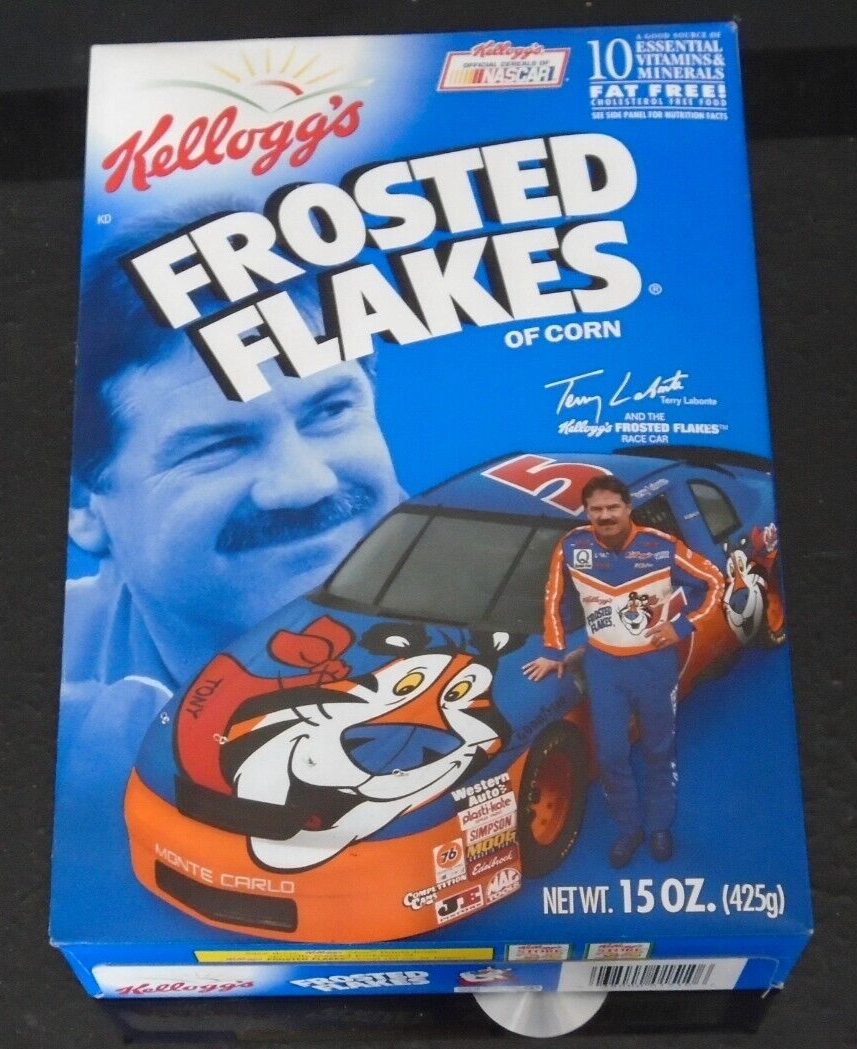 Kellogg's
Kellogg's
OFFICIAL CEREALS OF
NASCAR
10
A GOOD SOURCE OF
ESSENTIAL
VITAMINS &
MINERALS
FAT FREE!
CHOLESTEROL FREE FOOD
SEE SIDE PANEL FOR NUTRITION FACTS
KD
FROSTED
FLAKES®
OF CORN
Terry Labonte
Terry Labonte
AND THE
Kellogg's FROSTED FLAKES™
RACE CAR
5
Kellogg's
FROSTED
FLAKES
TONY
Western
Auto
plasti-kote
SIMPSON
MOOG
76
Edelbrock
COMPETITION
CAMS
JE
MAC
TOOLS
MONTE CARLO
NET WT. 15 OZ. (425g)
Kellogg's
FROSTED
FLAKES